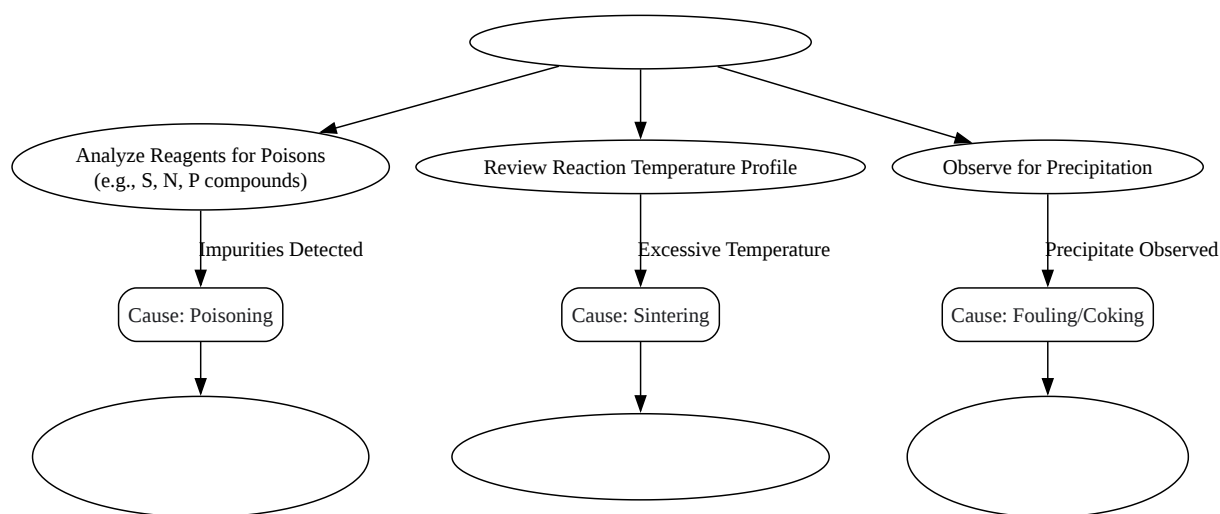 Analyze Reagents for Poisons
(e.g., S, N, P compounds)
Review Reaction Temperature Profile
Observe for Precipitation
Impurities Detected
Excessive Temperature
Precipitate Observed
Cause: Poisoning
Cause: Sintering
Cause: Fouling/Coking